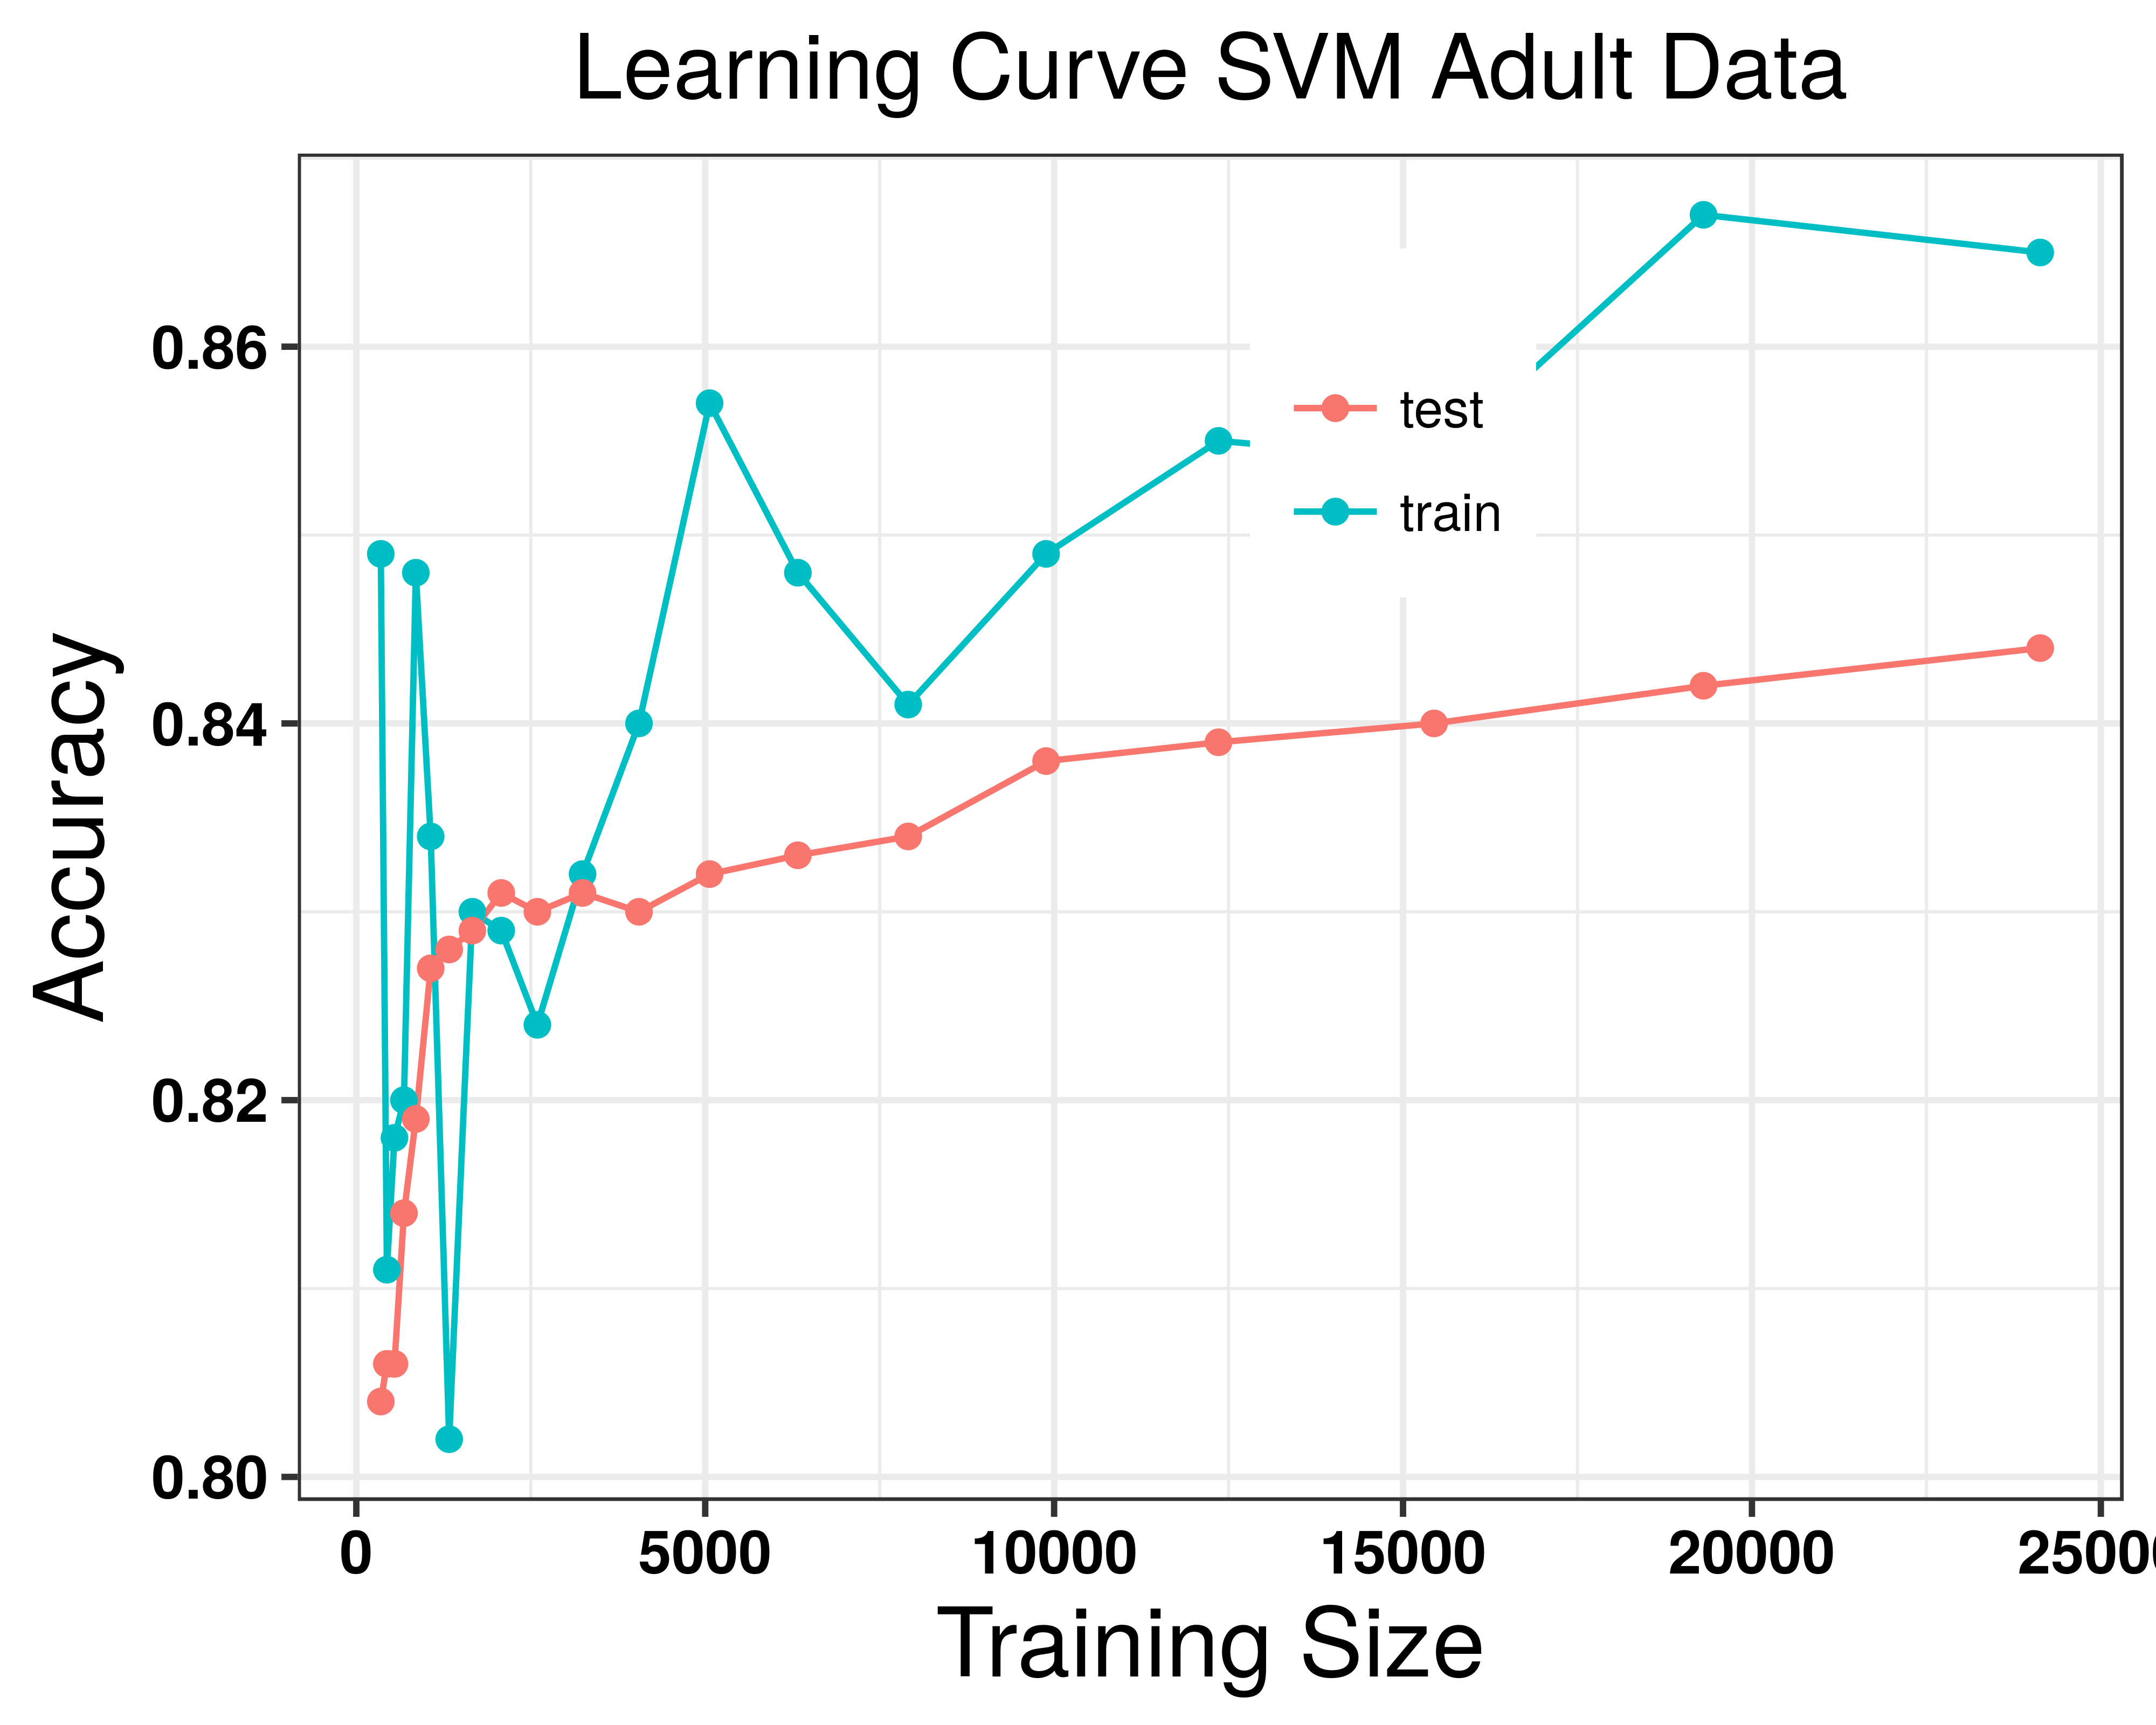 Learning Curve SVM Adult Data
Accuracy
0.86
0.84
0.82
0.80
test
train
0 5000 10000 15000 20000 2500
Training Size